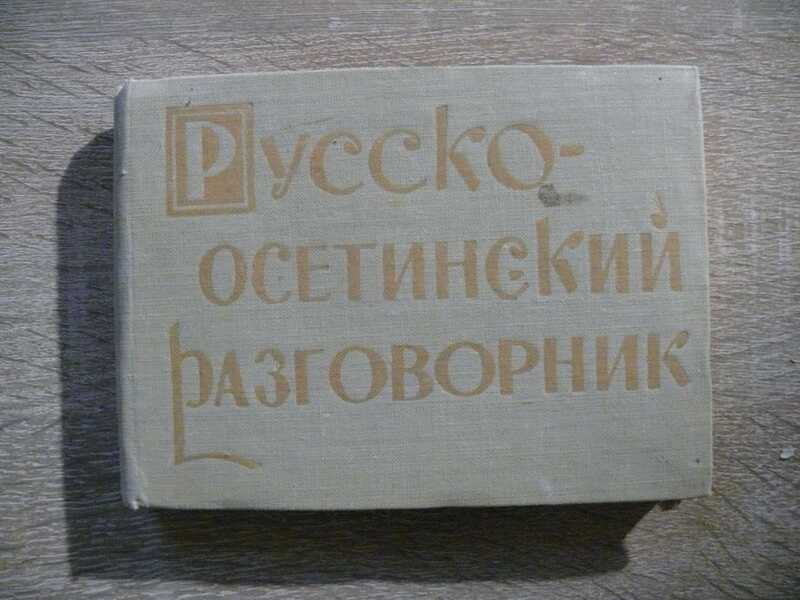 Русско-
осетинский
разговорник